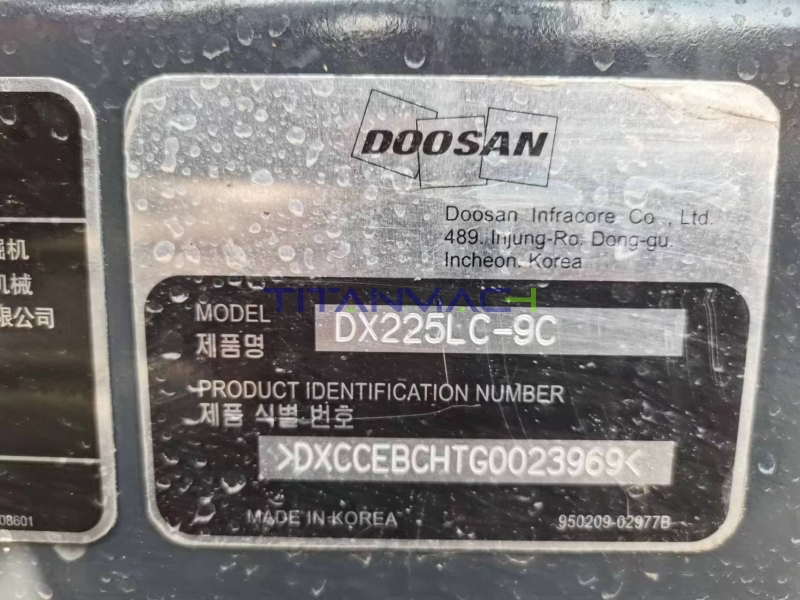 DOOSAN
Doosan Infracore Co., Ltd.
489, Injung-Ro, Dong-gu,
Incheon, Korea
掘机
机械
限公司
TITANMACH
MODEL
제품명
DX225LC-9C
PRODUCT IDENTIFICATION NUMBER
제품 식별 번호
>DXCCEBCHTG0023969<
MADE IN KOREA
950209-02977B
08601